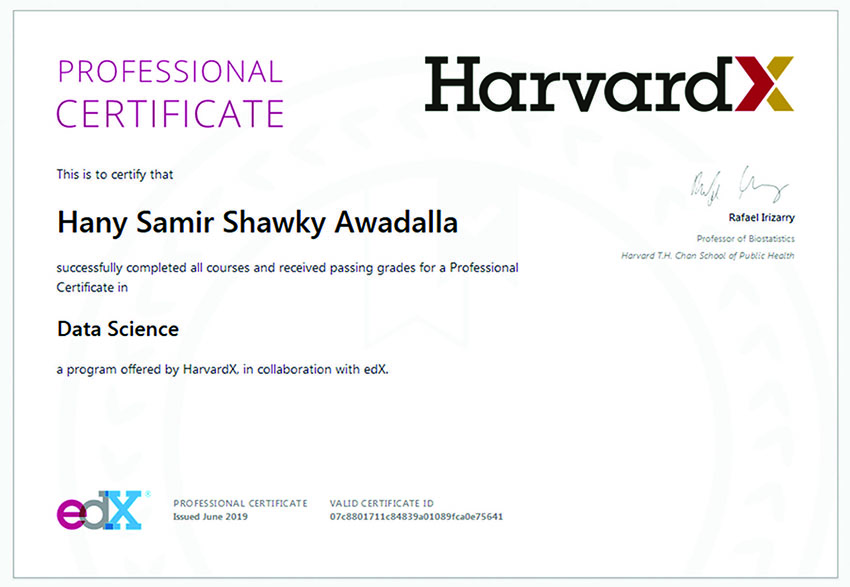 PROFESSIONAL
CERTIFICATE
HarvardX
This is to certify that
Hany Samir Shawky Awadalla
successfully completed all courses and received passing grades for a Professional
Certificate in
Data Science
a program offered by HarvardX, in collaboration with edX.
Rafael Irizarry
Professor of Biostatistics
Harvard T.H. Chan School of Public Health
edX®
PROFESSIONAL CERTIFICATE
Issued June 2019
VALID CERTIFICATE ID
07c8801711c84839a01089fca0e75641